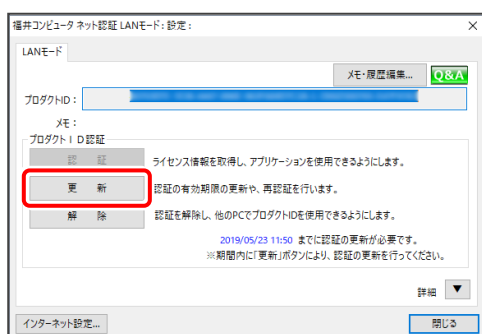 福井コンピュータ ネット認証 LANモード : 設定 :
LANモード
メモ・履歴編集...
Q&A
プロダクトID :
メモ :
プロダクトID認証
認 証 ライセンス情報を取得し、アプリケーションを使用できるようにします。
更 新 認証の有効期限の更新や、再認証を行います。
解 除 認証を解除し、他のPCでプロダクトIDを使用できるようにします。
2019/05/23 11:50 までに認証の更新が必要です。
※期間内に「更新」ボタンにより、認証の更新を行ってください。
詳細 ▼
インターネット設定...
閉じる